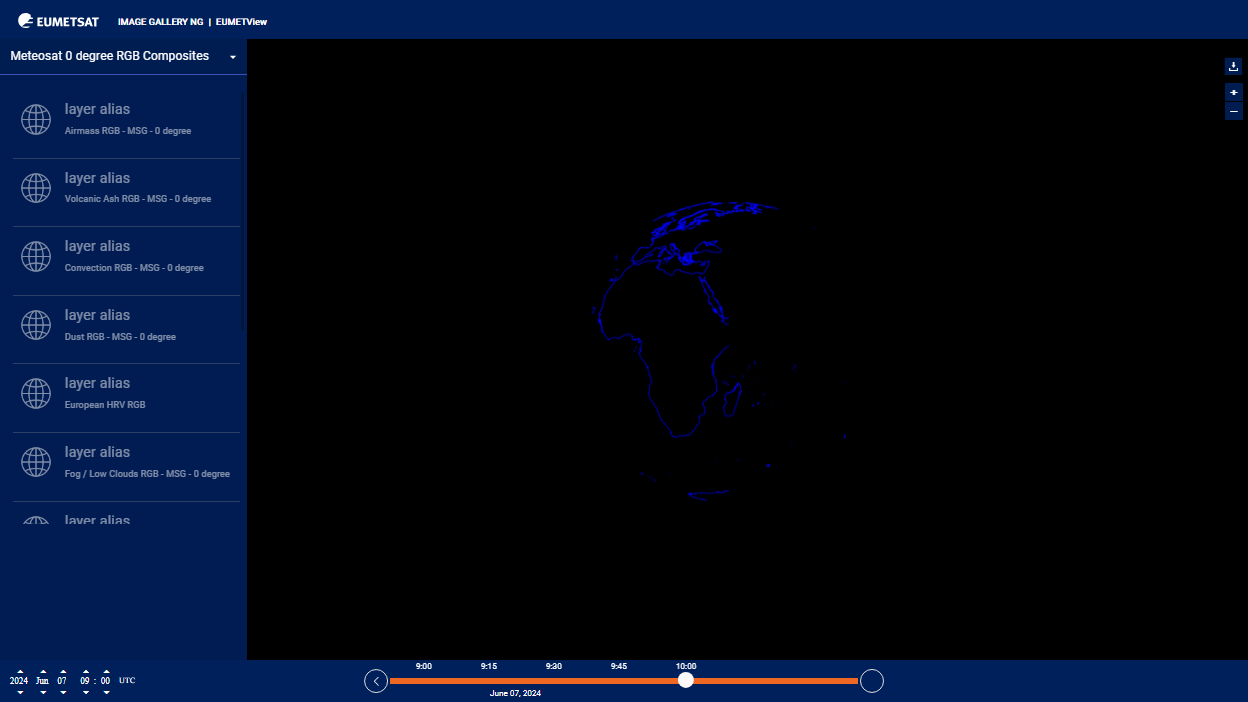 EUMETSAT IMAGE GALLERY NG | EUMETView
Meteosat 0 degree RGB Composites
layer alias
Airmass RGB - MSG - 0 degree
layer alias
Volcanic Ash RGB - MSG - 0 degree
layer alias
Convection RGB - MSG - 0 degree
layer alias
Dust RGB - MSG - 0 degree
layer alias
European HRV RGB
layer alias
Fog / Low Clouds RGB - MSG - 0 degree
layer alias
9:00 9:15 9:30 9:45 10:00
2024 Jun 07 09 : 00 UTC
June 07, 2024